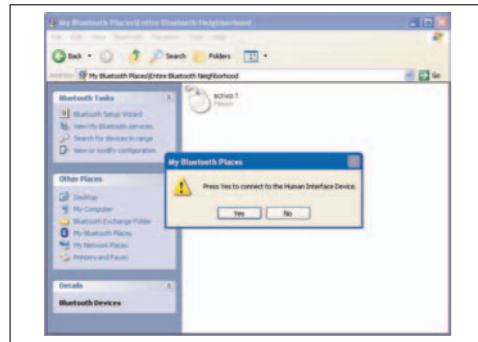 My Bluetooth Places\Entire Bluetooth Neighborhood
Back
Search
Folders
My Bluetooth Places\Entire Bluetooth Neighborhood
Go
Bluetooth Tasks
Bluetooth Setup Wizard
View My Bluetooth services
Search for devices in range
View or modify configuration
Other Places
Desktop
My Computer
Bluetooth Exchange Folder
My Bluetooth Places
My Network Places
Printers and Faxes
Details
Bluetooth Devices
My Bluetooth Places
Press Yes to connect to the Human Interface Device.
Yes
No